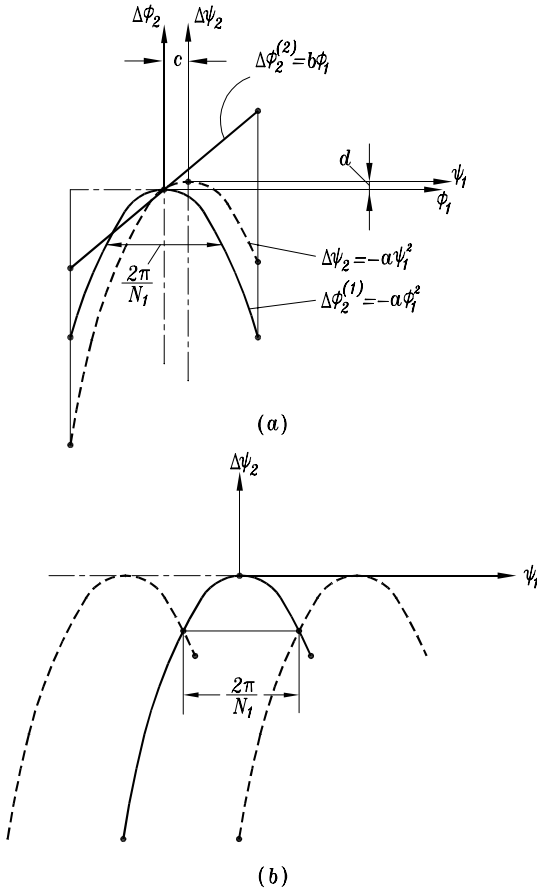 Δϕ₂ Δψ₂
c
Δϕ₂⁽²⁾=bϕ₁
d
ψ₁
ϕ₁
Δψ₂=−aψ₁²
2π/N₁
Δϕ₂⁽¹⁾=−aϕ₁²
(a)
Δψ₂
ψ₁
2π/N₁
(b)